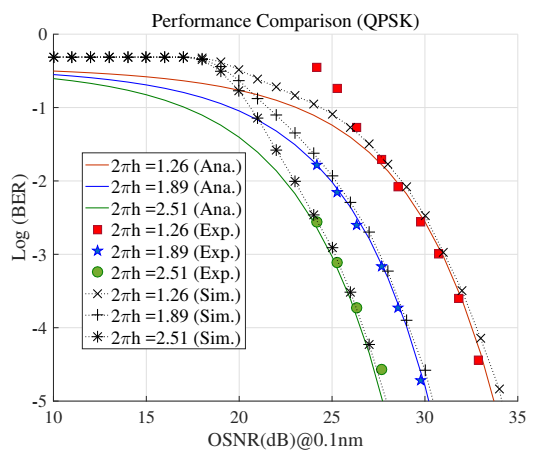 Performance Comparison (QPSK)
0
-1
-2
-3
-4
-5
Log (BER)
2πh =1.26 (Ana.)
2πh =1.89 (Ana.)
2πh =2.51 (Ana.)
2πh =1.26 (Exp.)
2πh =1.89 (Exp.)
2πh =2.51 (Exp.)
2πh =1.26 (Sim.)
2πh =1.89 (Sim.)
2πh =2.51 (Sim.)
10 15 20 25 30 35
OSNR(dB)@0.1nm